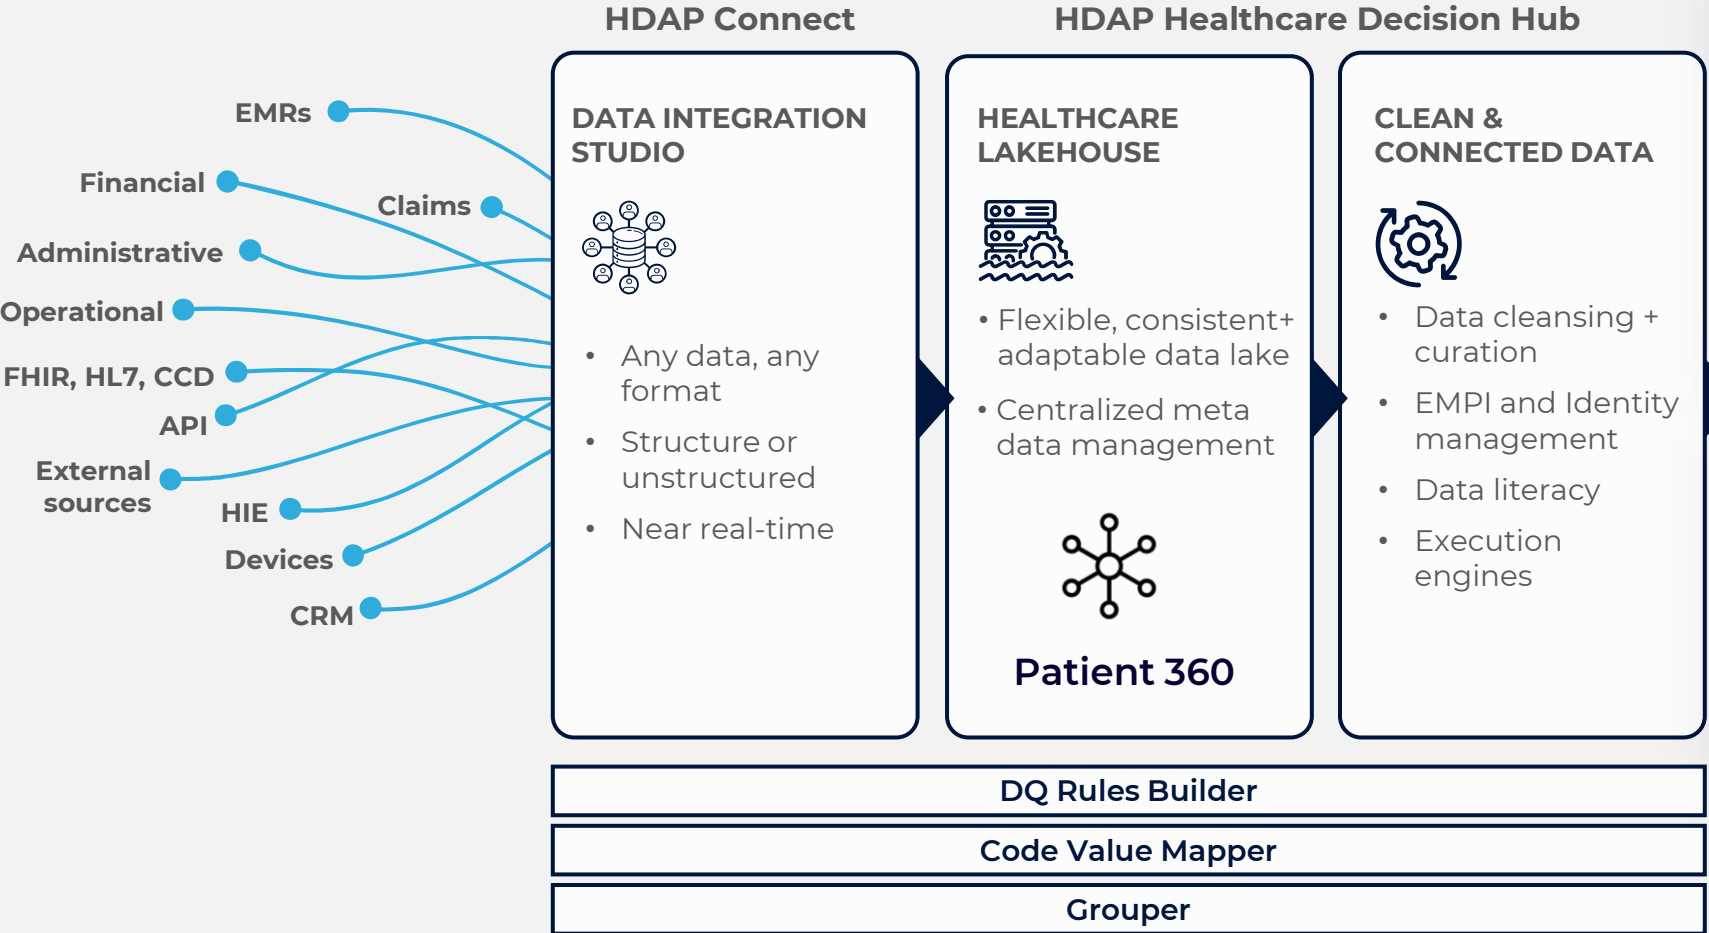 HDAP Connect
HDAP Healthcare Decision Hub
EMRs
Financial
Claims
Administrative
Operational
FHIR, HL7, CCD
API
External
sources
HIE
Devices
CRM
DATA INTEGRATION
STUDIO
• Any data, any
format
• Structure or
unstructured
• Near real-time
HEALTHCARE
LAKEHOUSE
• Flexible, consistent+
adaptable data lake
• Centralized meta
data management
Patient 360
CLEAN &
CONNECTED DATA
• Data cleansing +
curation
• EMPI and Identity
management
• Data literacy
• Execution
engines
DQ Rules Builder
Code Value Mapper
Grouper